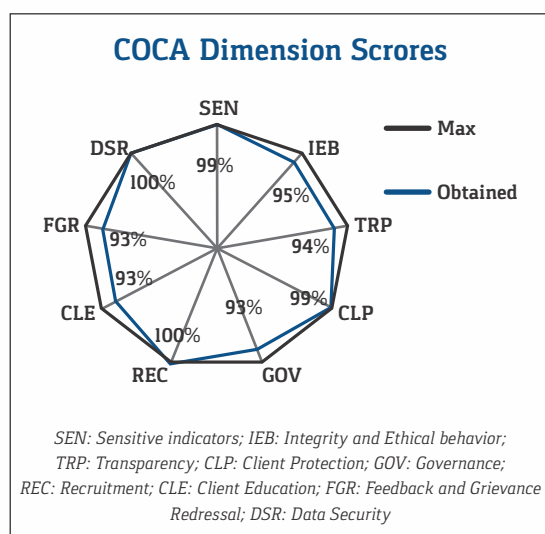 COCA Dimension Scrores
SEN
DSR
IEB
Max
99%
100%
95%
Obtained
FGR
TRP
93%
94%
93%
99%
CLE
CLP
100%
93%
REC
GOV
SEN: Sensitive indicators; IEB: Integrity and Ethical behavior;
TRP: Transparency; CLP: Client Protection; GOV: Governance;
REC: Recruitment; CLE: Client Education; FGR: Feedback and Grievance
Redressal; DSR: Data Security